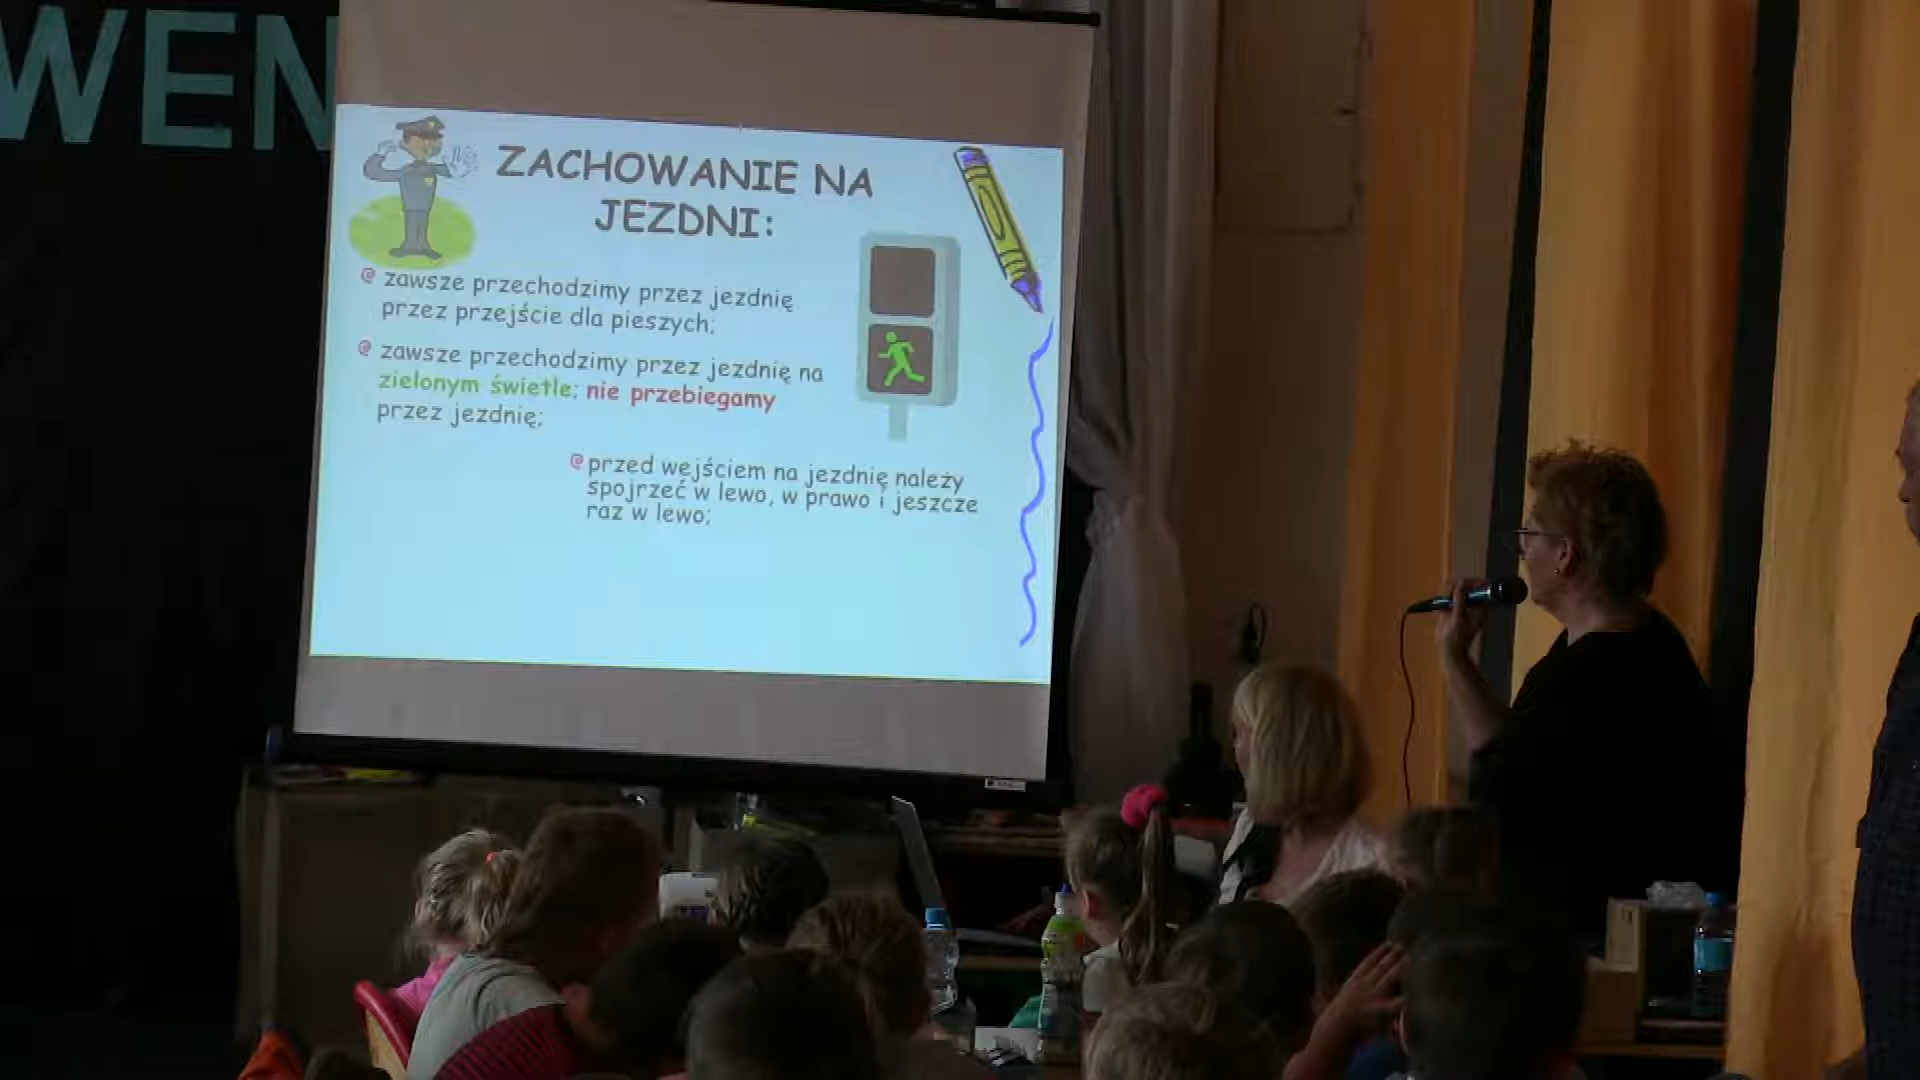 WEN
ZACHOWANIE NA
JEZDNI:
zawsze przechodzimy przez jezdnię
przez przejście dla pieszych;
zawsze przechodzimy przez jezdnię na
zielonym świetle; nie przebiegamy
przez jezdnię;
przed wejściem na jezdnię należy
spojrzeć w lewo, w prawo i jeszcze
raz w lewo;